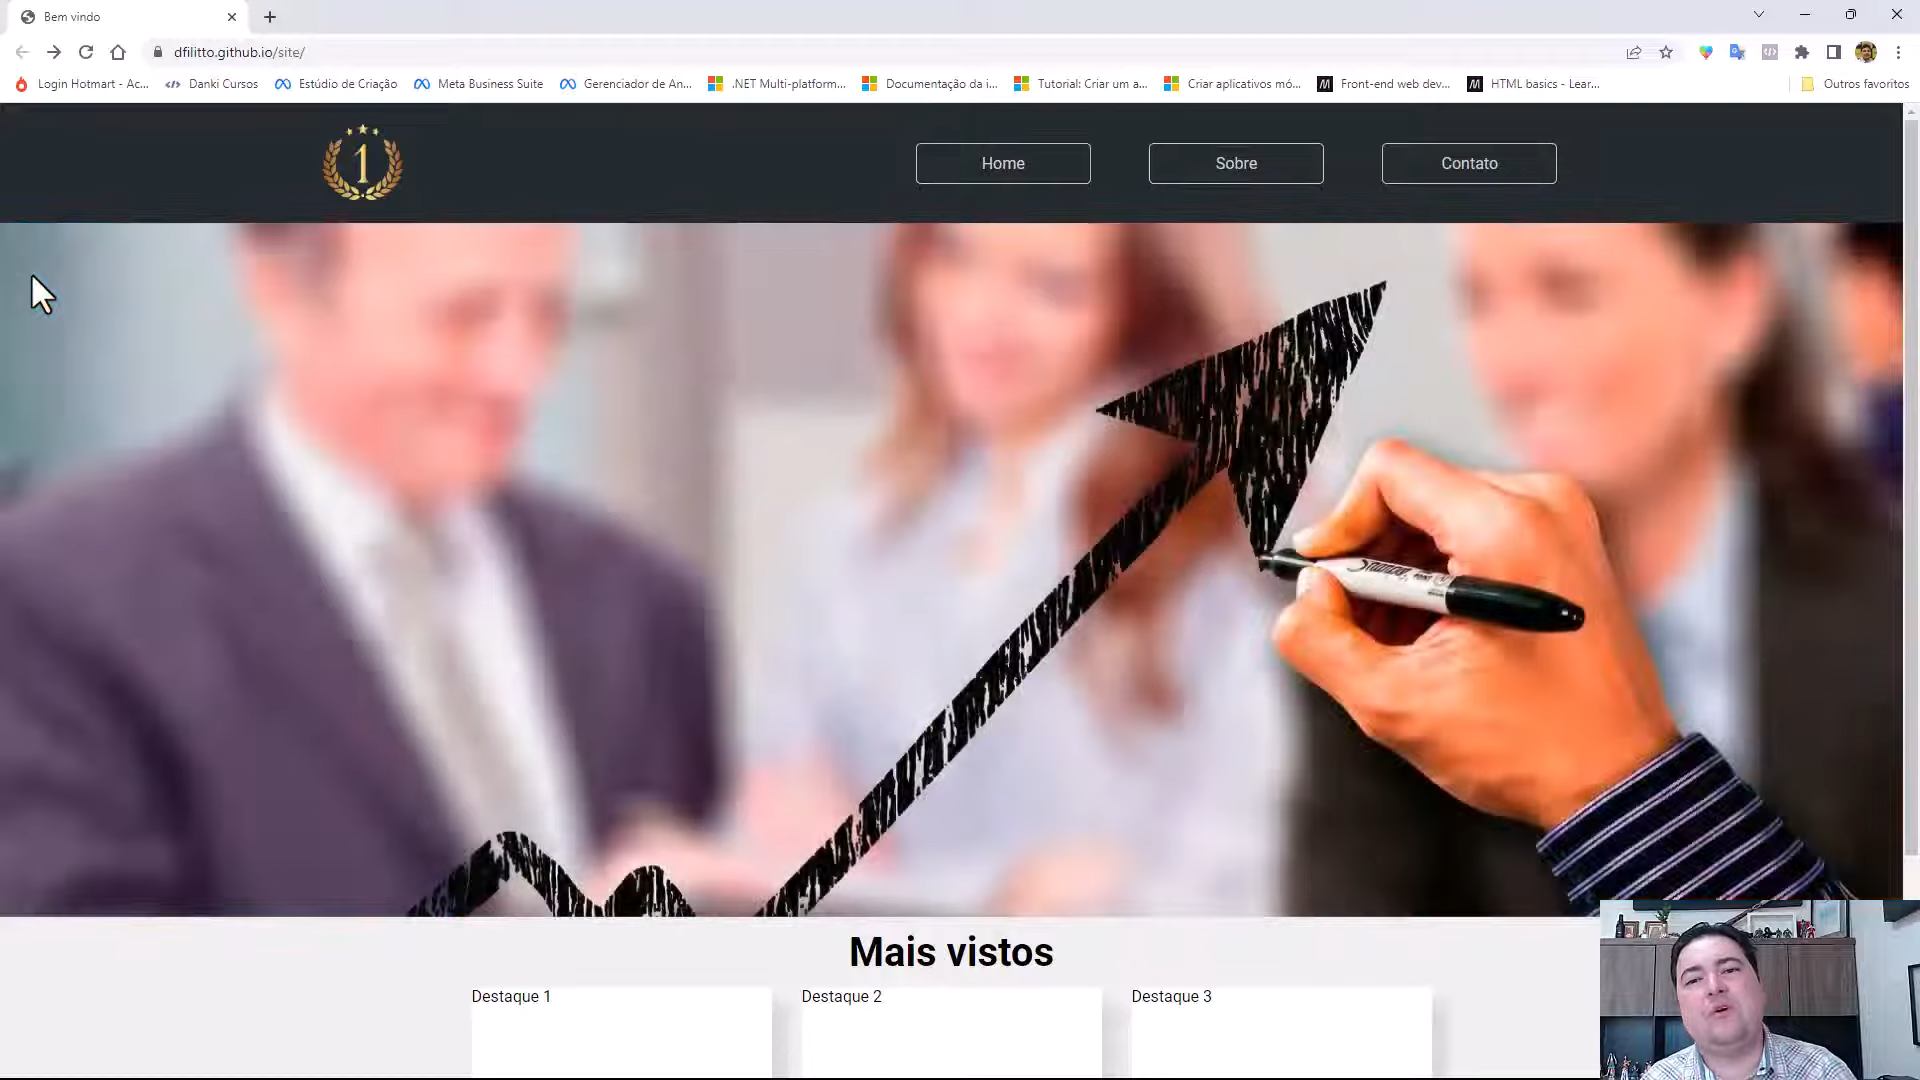 Bem vindo
dfilitto.github.io/site/
Login Hotmart - Ac...
Danki Cursos
Estúdio de Criação
Meta Business Suite
Gerenciador de An...
.NET Multi-platform...
Documentação da i...
Tutorial: Criar um a...
Criar aplicativos mó...
Front-end web dev...
HTML basics - Lear...
Outros favoritos
1
Home
Sobre
Contato
Mais vistos
Destaque 1
Destaque 2
Destaque 3